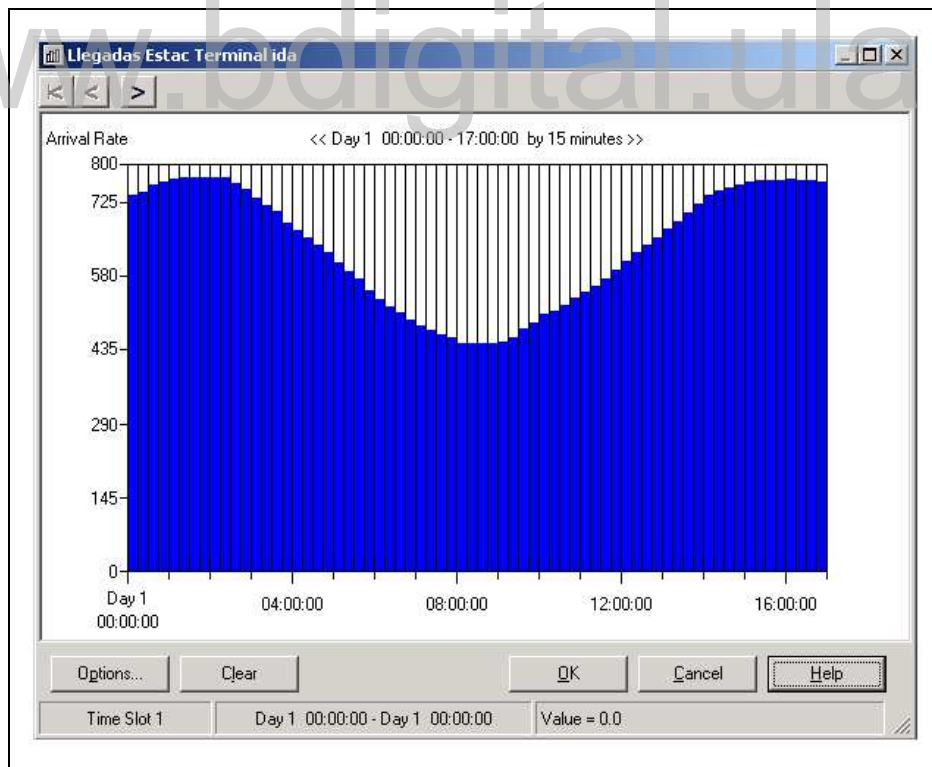 www.bdigital.ula
Llegadas Estac Terminal ida
Arrival Rate
<< Day 1 00:00:00 - 17:00:00 by 15 minutes >>
800
725
580
435
290
145
0
Day 1
00:00:00
04:00:00
08:00:00
12:00:00
16:00:00
Options...
Clear
OK
Cancel
Help
Time Slot 1
Day 1 00:00:00 - Day 1 00:00:00
Value = 0.0